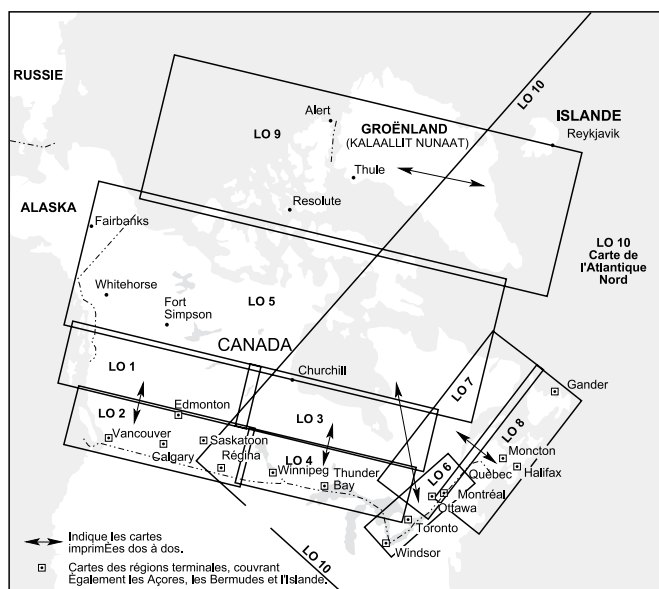 RUSSIE
LO 10
Alert
ISLANDE
LO 9
GROËNLAND
(KALAALLIT NUNAAT)
Reykjavik
Thule
ALASKA
Resolute
Fairbanks
LO 10
Carte de
l'Atlantique
Nord
Whitehorse
LO 5
Fort
Simpson
CANADA
LO 1
Churchill
LO 7
Gander
LO 2
Edmonton
LO 3
LO 8
Vancouver
Saskatoon
Moncton
Calgary
Régiña
LO 4
Winnipeg
Thunder
Bay
LO 6
Quèbec
Halifax
Montréal
Ottawa
Toronto
Windsor
LO 10
Indique les cartes
imprimÈes dos à dos.
Cartes des régions terminales, couvrant
Également les Açores, les Bermudes et l'Islande.